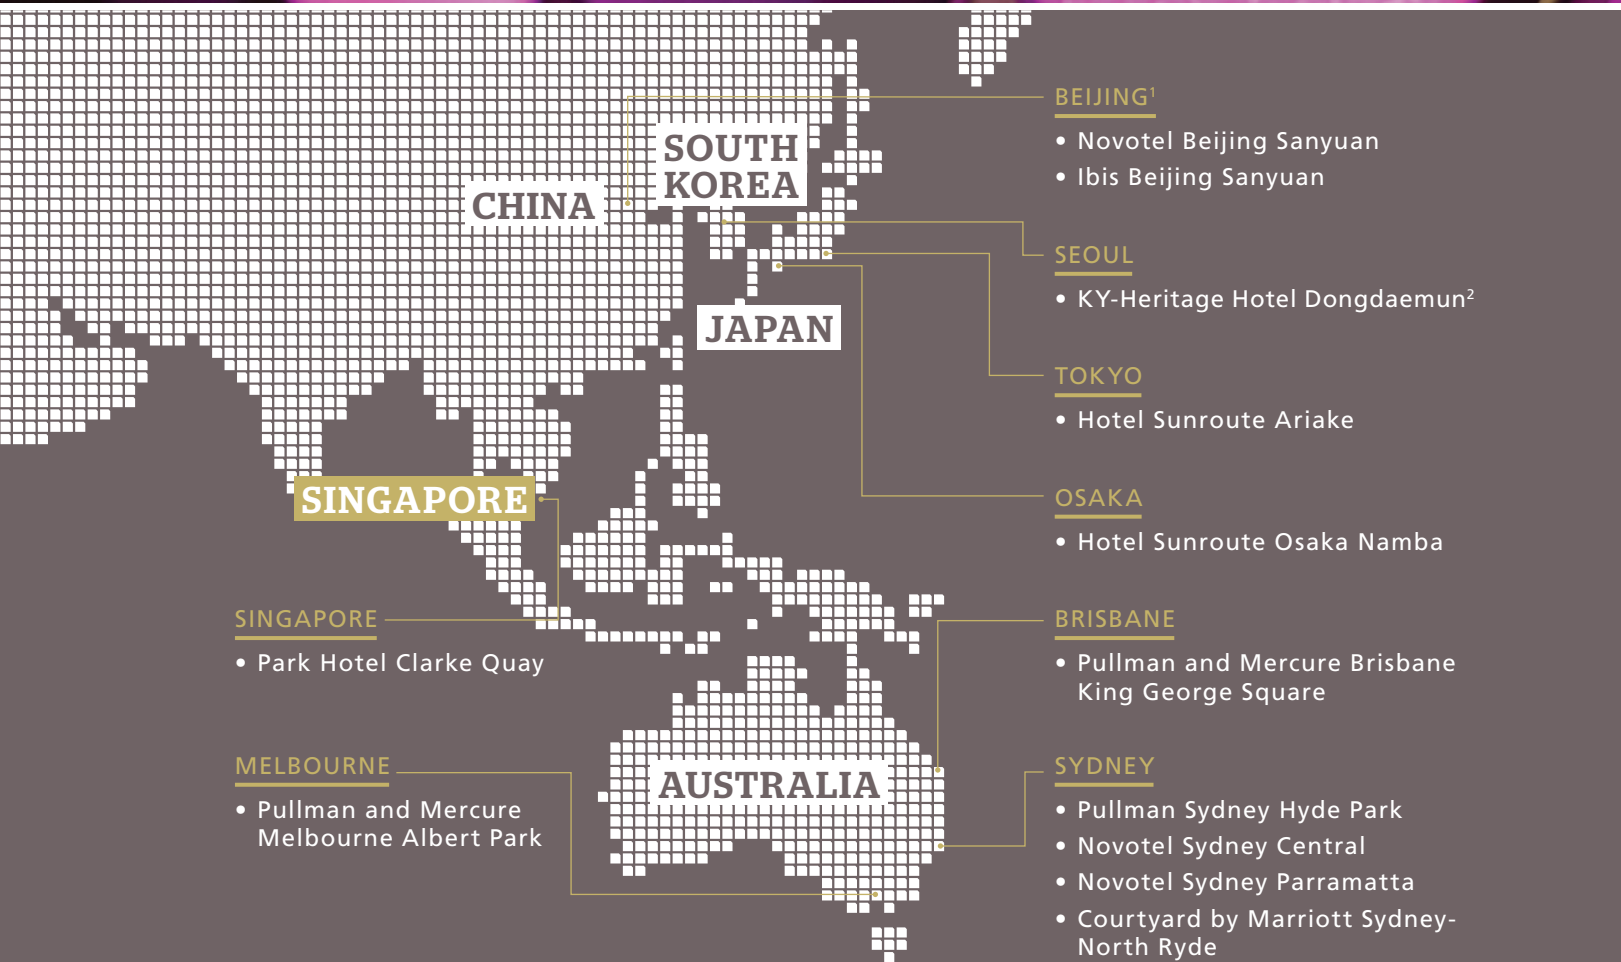 CHINA
SOUTH
KOREA
JAPAN
SINGAPORE
AUSTRALIA
BEIJING¹
• Novotel Beijing Sanyuan
• Ibis Beijing Sanyuan
SEOUL
• KY-Heritage Hotel Dongdaemun²
TOKYO
• Hotel Sunroute Ariake
OSAKA
• Hotel Sunroute Osaka Namba
SINGAPORE
• Park Hotel Clarke Quay
BRISBANE
• Pullman and Mercure Brisbane
King George Square
MELBOURNE
• Pullman and Mercure
Melbourne Albert Park
SYDNEY
• Pullman Sydney Hyde Park
• Novotel Sydney Central
• Novotel Sydney Parramatta
• Courtyard by Marriott Sydney-
North Ryde